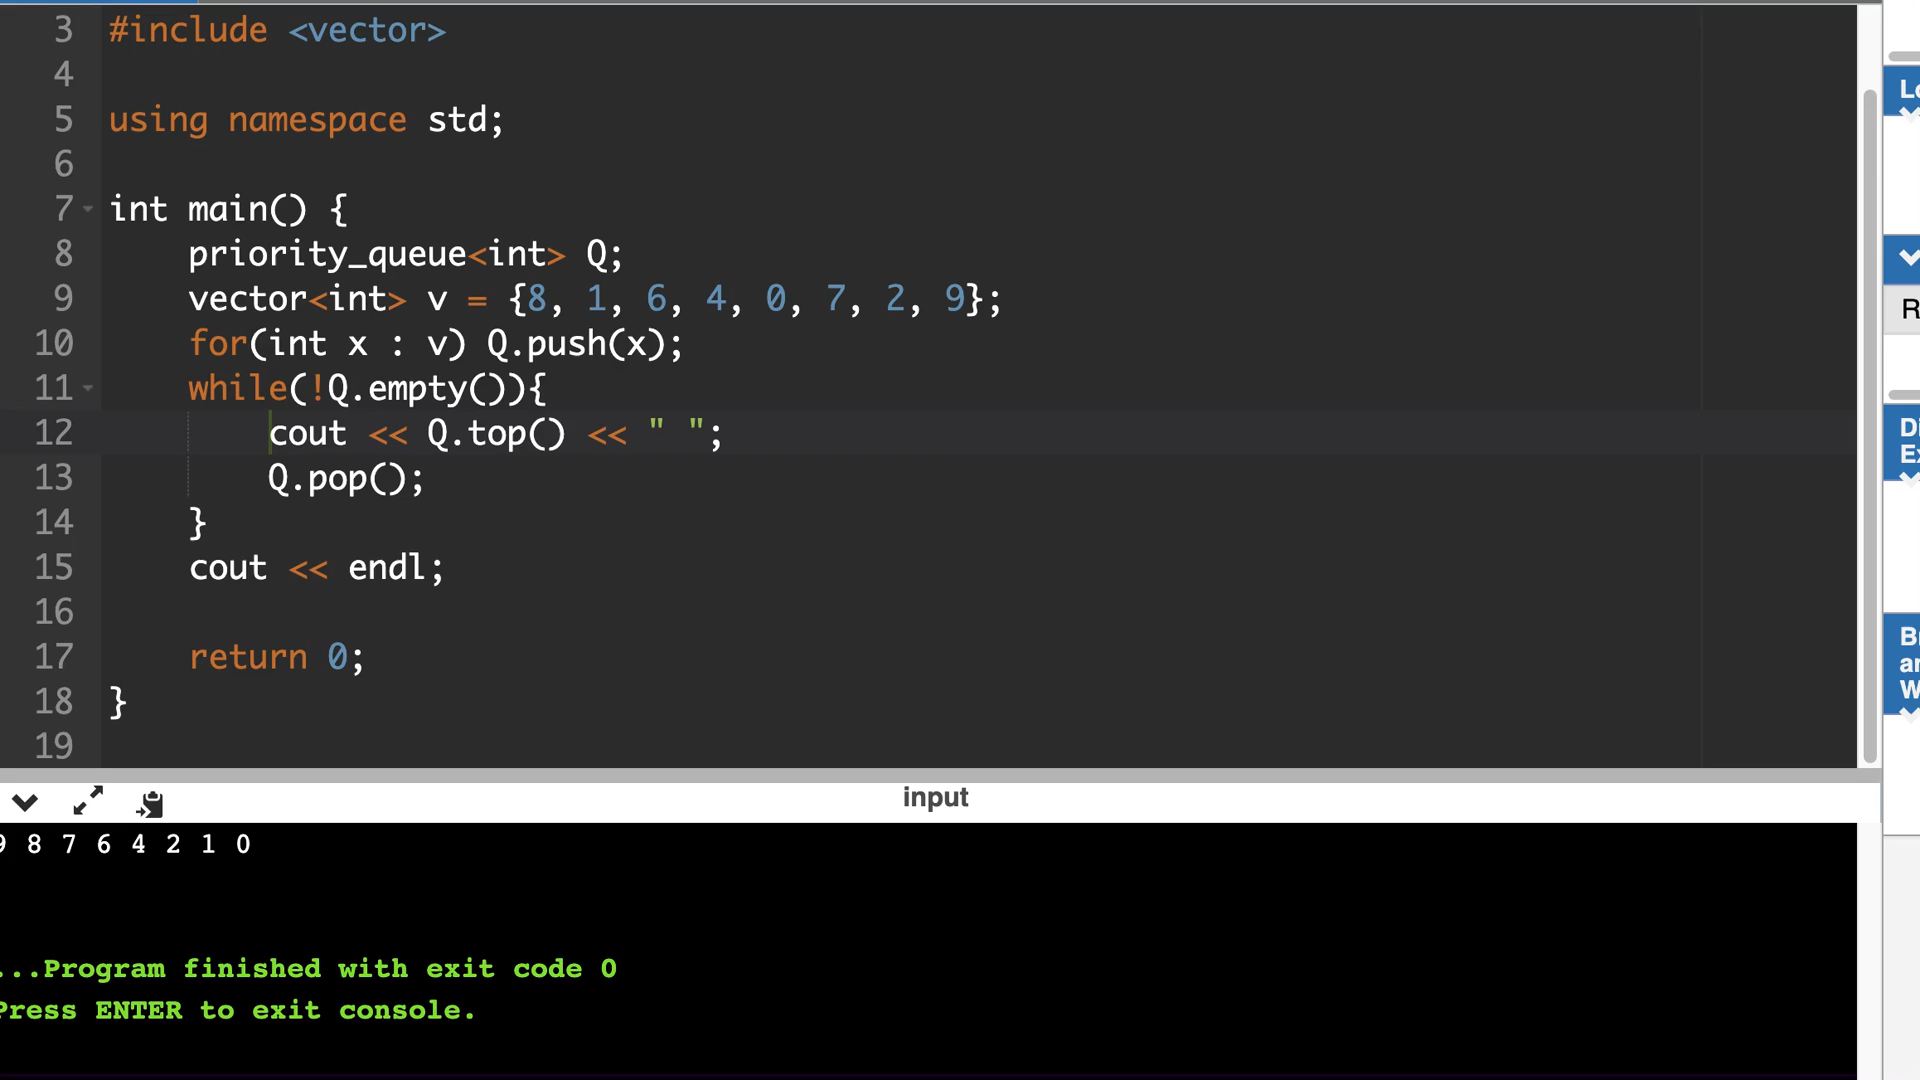 3 #include <vector>
4
5 using namespace std;
6
7 int main() {
8 priority_queue<int> Q;
9 vector<int> v = {8, 1, 6, 4, 0, 7, 2, 9};
10 for(int x : v) Q.push(x);
11 while(!Q.empty()){
12 cout << Q.top() << " ";
13 Q.pop();
14 }
15 cout << endl;
16
17 return 0;
18 }
19
input
9 8 7 6 4 2 1 0
...Program finished with exit code 0
Press ENTER to exit console.
R